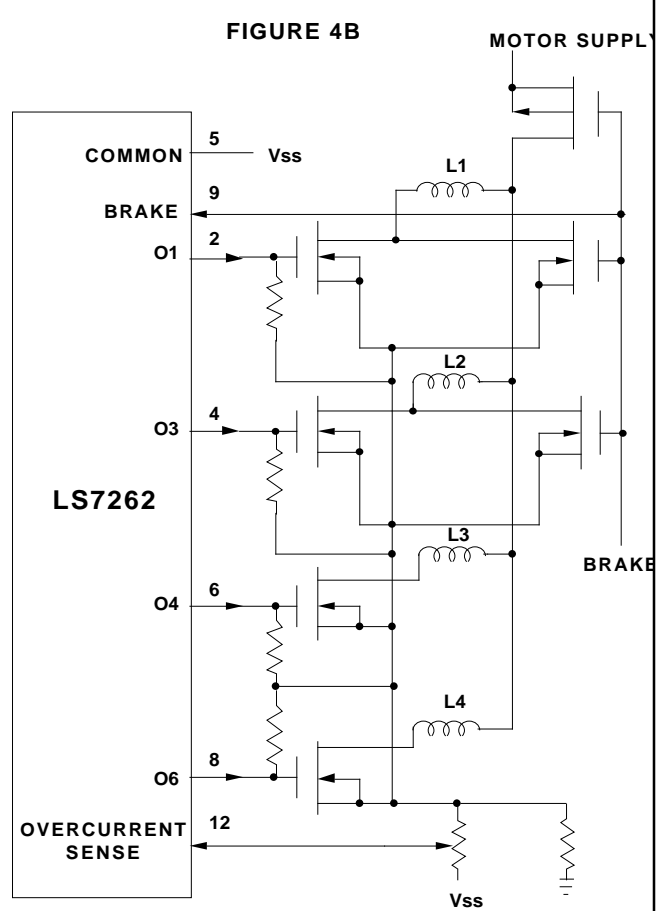 FIGURE 4B
MOTOR SUPPLY
5
COMMON
Vss
L1
9
BRAKE
2
O1
L2
4
O3
LS7262
L3
BRAKE
6
O4
L4
8
O6
12
OVERCURRENT
SENSE
Vss